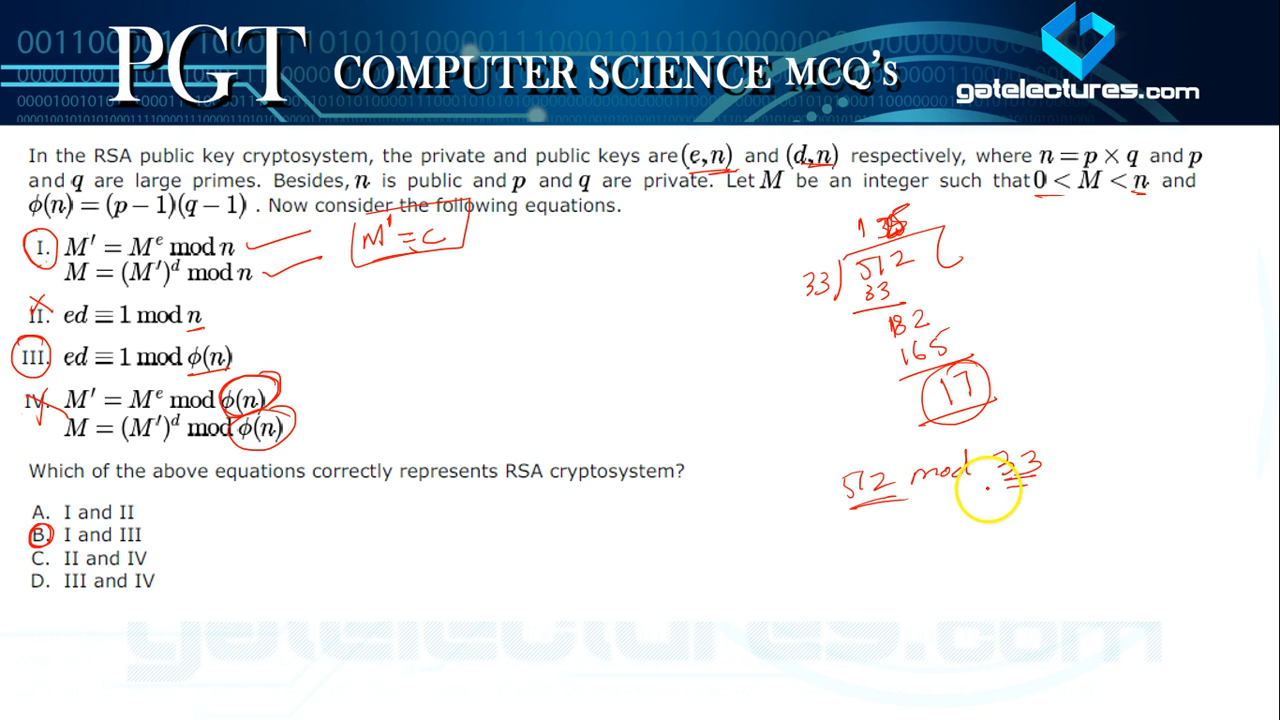 PGT COMPUTER SCIENCE MCQ's
gatelectures.com
In the RSA public key cryptosystem, the private and public keys are (e,n) and (d,n) respectively, where n = p × q and p
and q are large primes. Besides, n is public and p and q are private. Let M be an integer such that 0 < M < n and
ϕ(n) = (p − 1)(q − 1) . Now consider the following equations.
I. M′ = Mᵉ mod n
M = (M′)ᵈ mod n
M' = C
II. ed ≡ 1 mod n
III. ed ≡ 1 mod ϕ(n)
IV. M′ = Mᵉ mod ϕ(n)
M = (M′)ᵈ mod ϕ(n)
Which of the above equations correctly represents RSA cryptosystem?
A. I and II
B. I and III
C. II and IV
D. III and IV
33) 512 (
33
182
165
17
512 mod 33
gatelectures.com